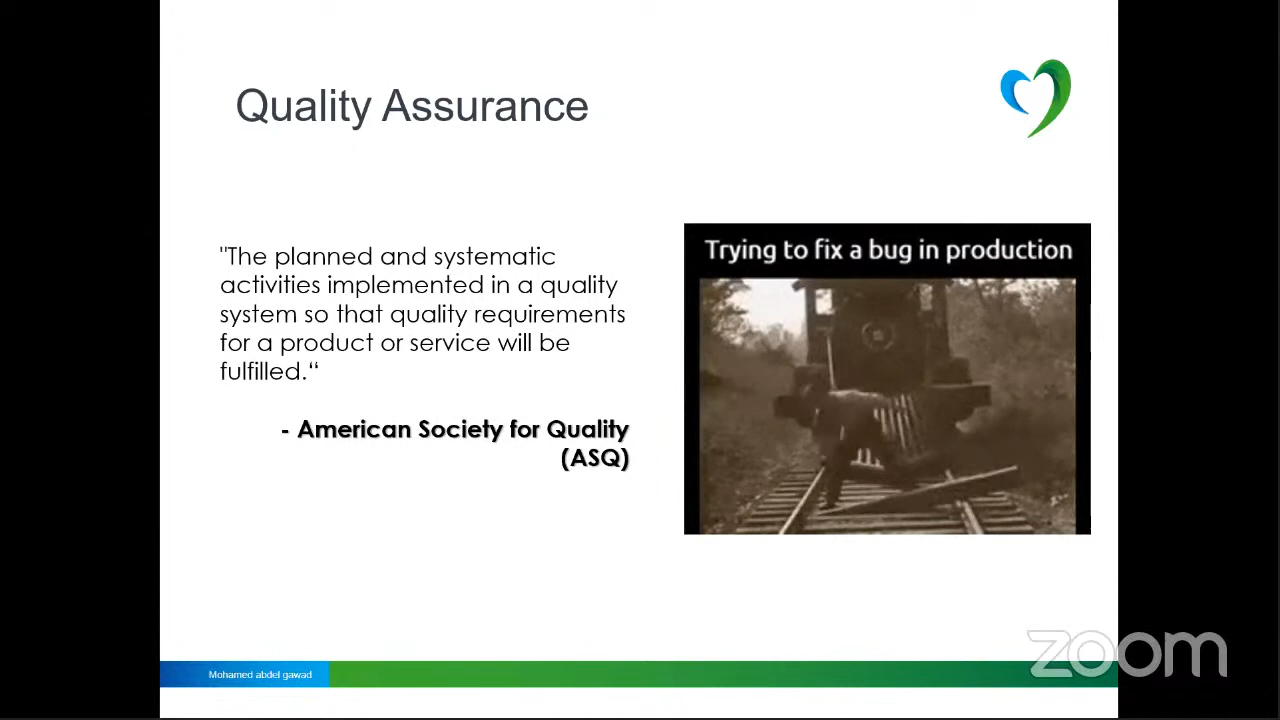 Quality Assurance
"The planned and systematic
activities implemented in a quality
system so that quality requirements
for a product or service will be
fulfilled.“
- American Society for Quality
(ASQ)
Trying to fix a bug in production
Mohamed abdel gawad
zoom